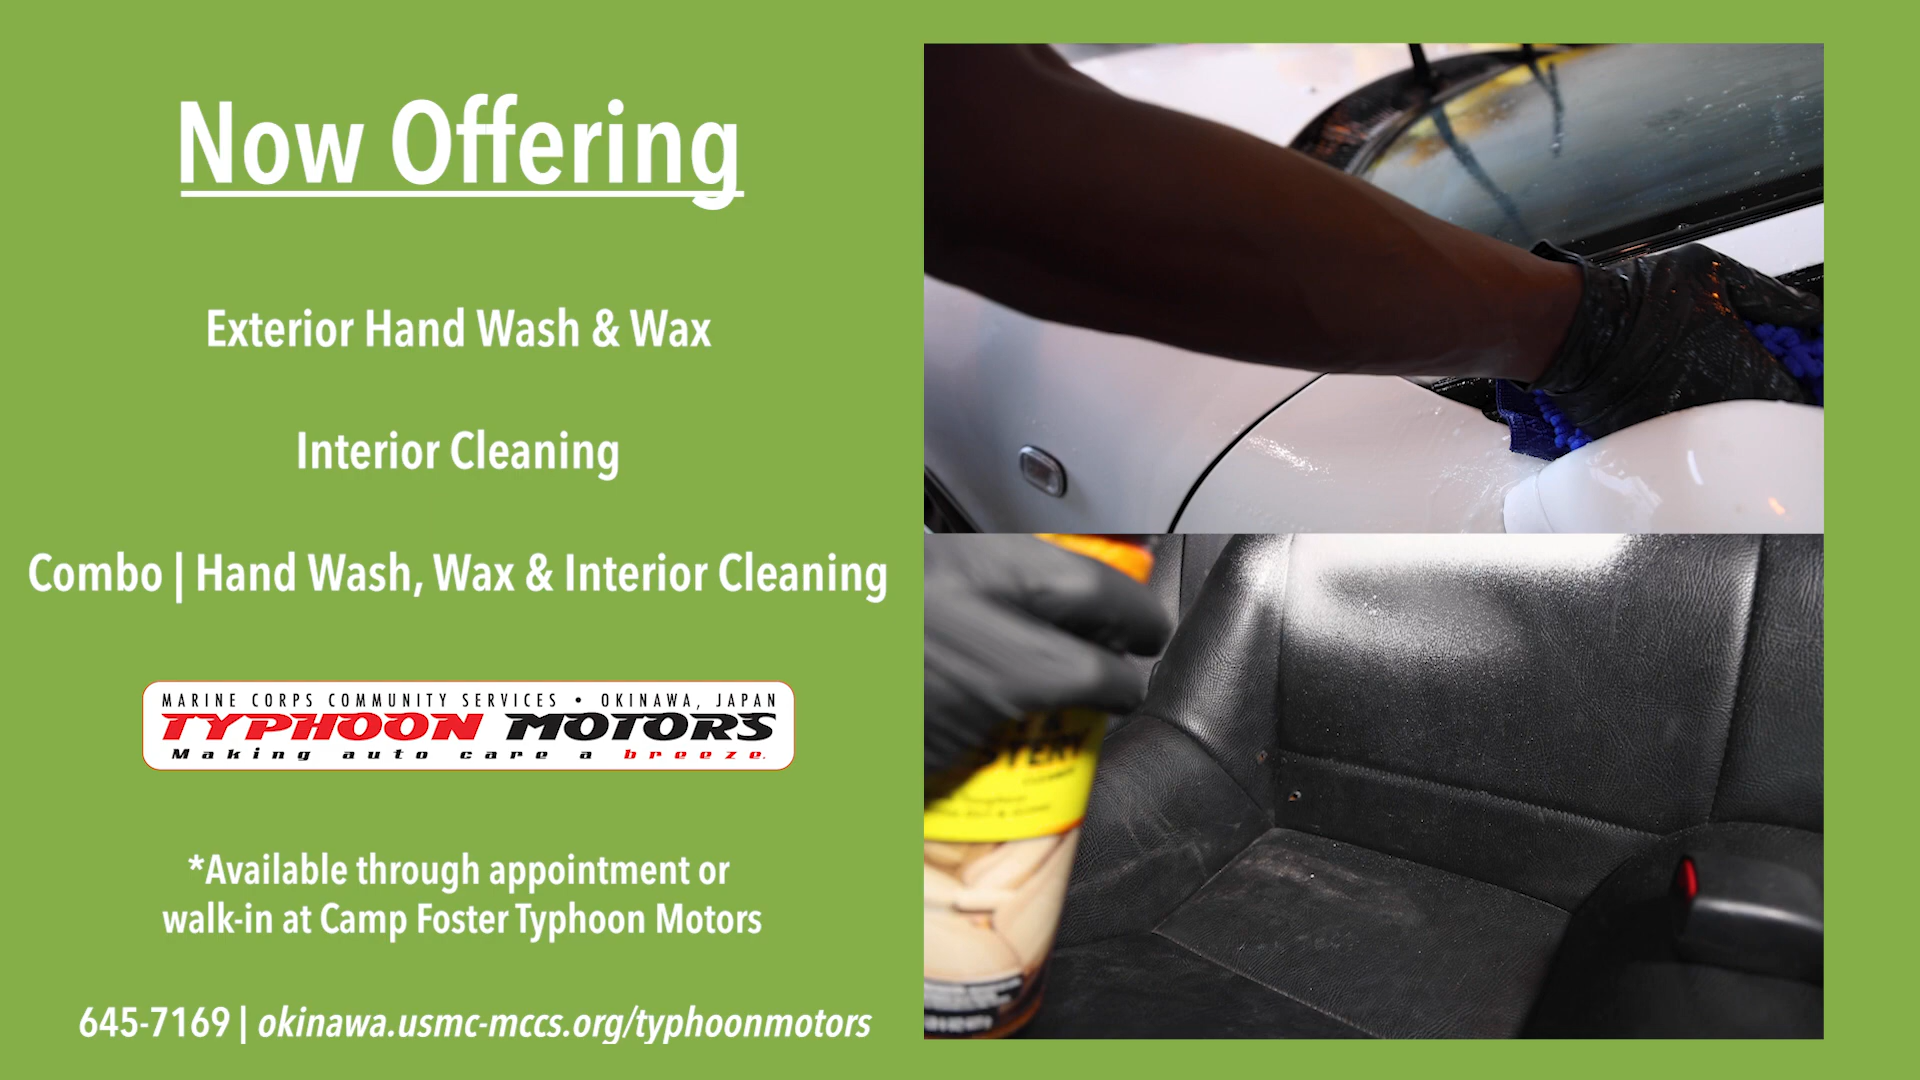 Now Offering
Exterior Hand Wash & Wax
Interior Cleaning
Combo | Hand Wash, Wax & Interior Cleaning
MARINE CORPS COMMUNITY SERVICES • OKINAWA, JAPAN
TYPHOON MOTORS
Making auto care a breeze.
*Available through appointment or
walk-in at Camp Foster Typhoon Motors
645-7169 | okinawa.usmc-mccs.org/typhoonmotors